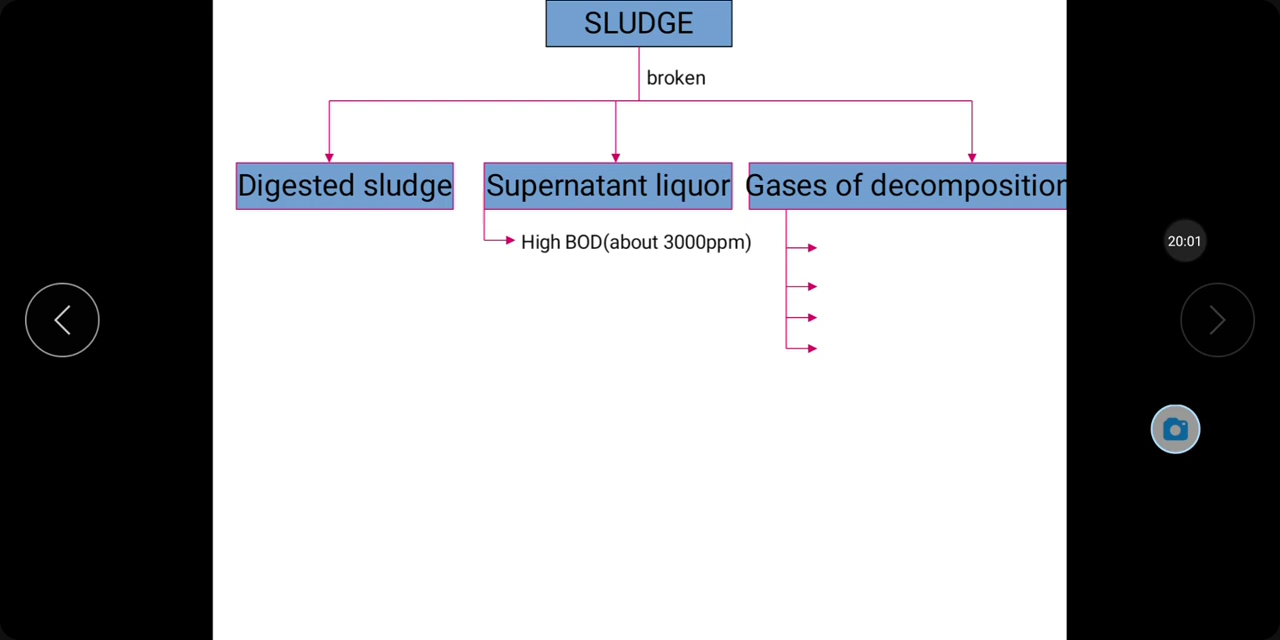 SLUDGE
broken
Digested sludge
Supernatant liquor
Gases of decomposition
High BOD(about 3000ppm)
20:01